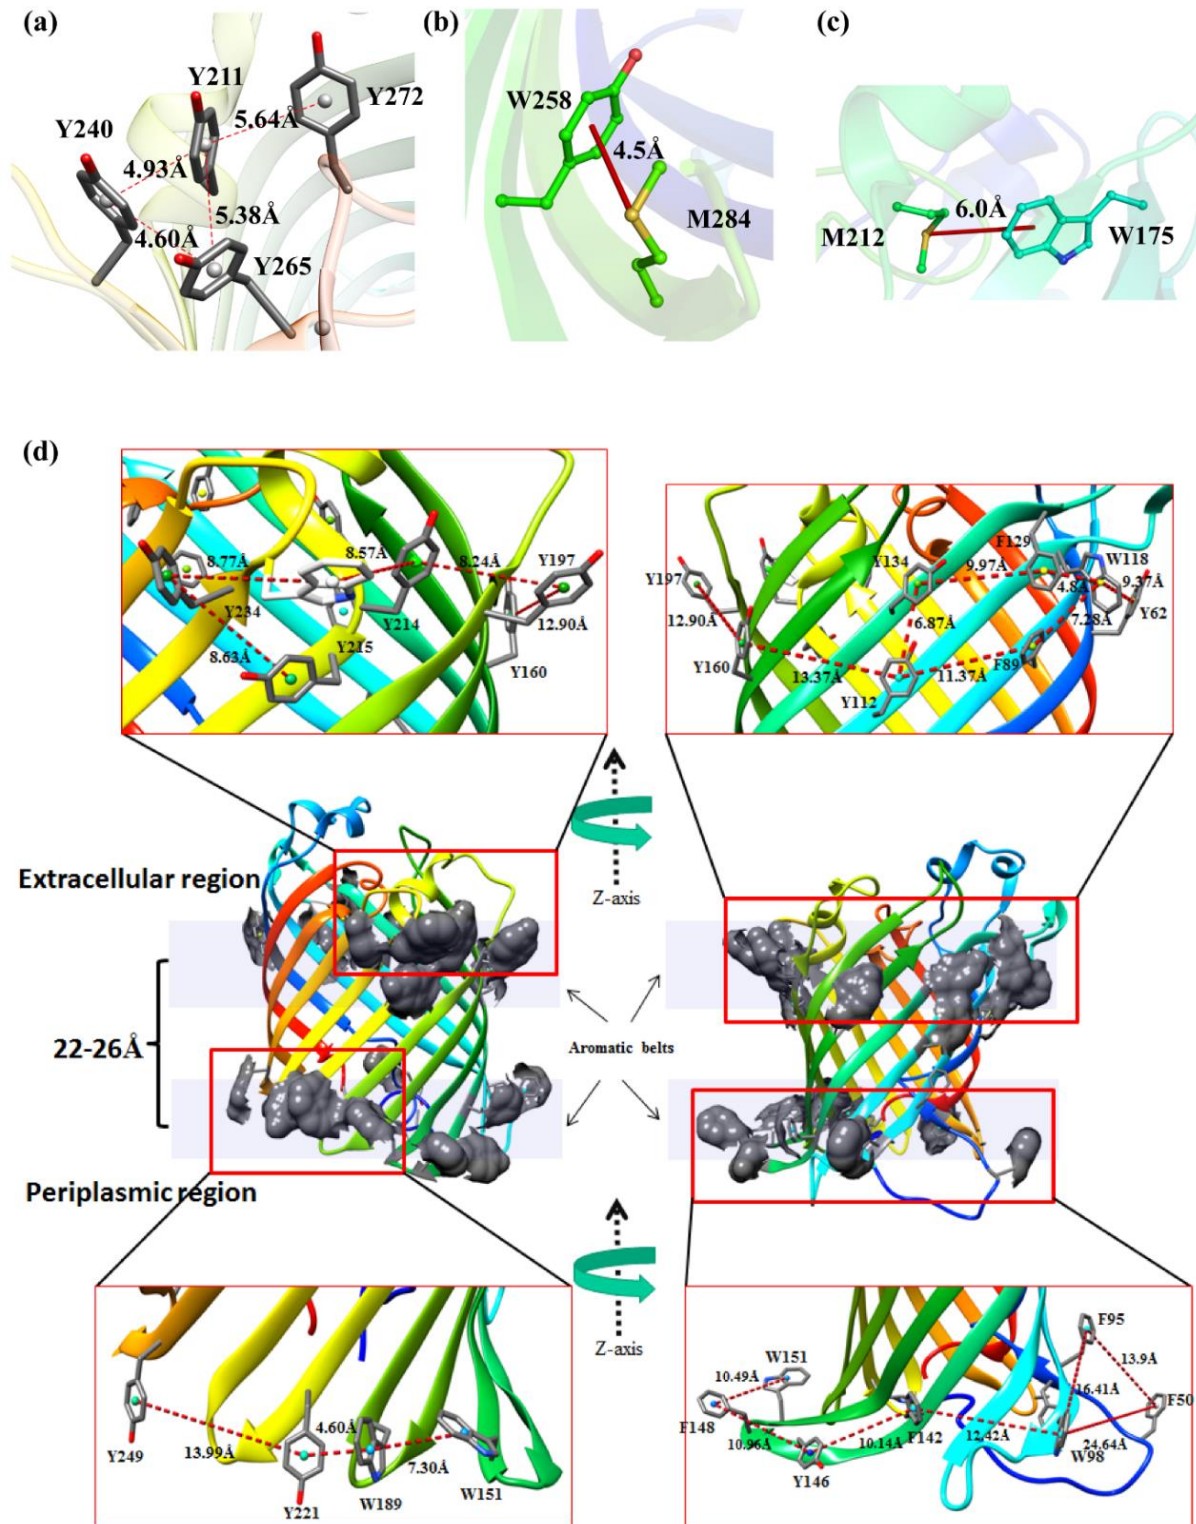 (a)
Y211
Y272
5.64Å
Y240
4.93Å
5.38Å
4.60Å
Y265
(b)
W258
4.5Å
M284
(c)
6.0Å
M212
W175
(d)
8.77Å
8.57Å
8.24Å
Y197
Y234
Y214
12.90Å
Y215
8.63Å
Y160
F129
Y134
W118
9.97Å
Y197
4.8Å
9.37Å
Y62
12.90Å
6.87Å
7.28Å
Y160
F89
13.37Å
11.37Å
Y112
Extracellular region
Z-axis
22-26Å
Aromatic belts
Periplasmic region
Z-axis
4.60Å
Y249
13.99Å
7.30Å
Y221
W189
W151
F95
W151
13.9Å
10.49Å
16.41Å
F50
F148
F142
10.96Å
10.14Å
12.42Å
24.64Å
W98
Y146